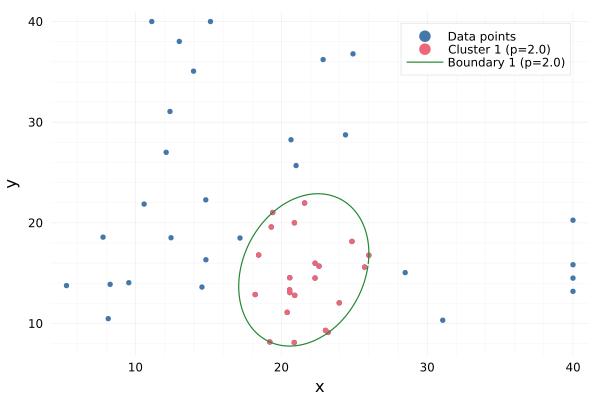 40
30
20
10
y
Data points
Cluster 1 (p=2.0)
Boundary 1 (p=2.0)
10 20 30 40
x